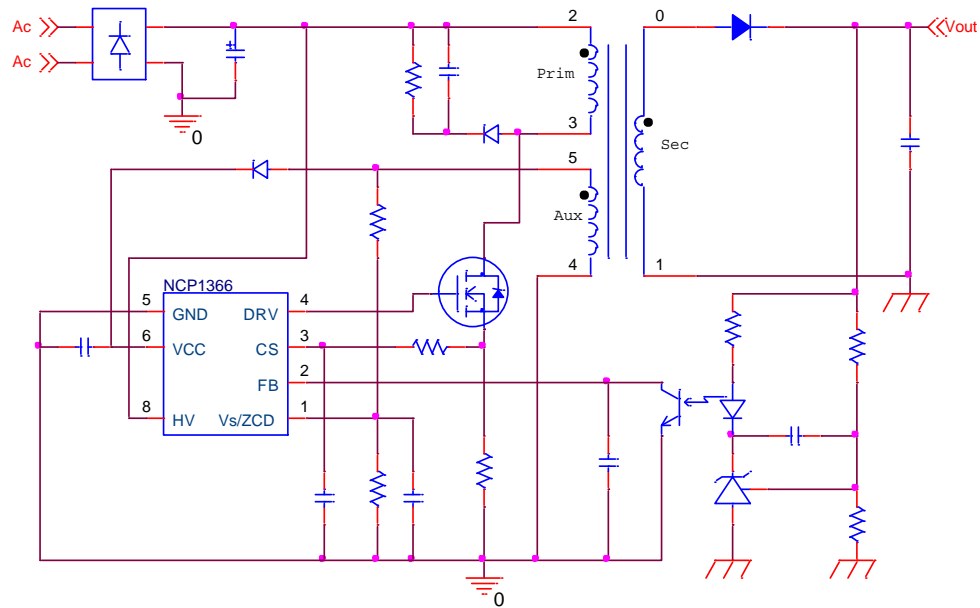 2 0
Ac Vout
Ac
Prim
3
0
Sec
5
Aux
4 1
NCP1366
5 GND DRV 4
6 VCC CS 3
FB 2
8 HV Vs/ZCD 1
0